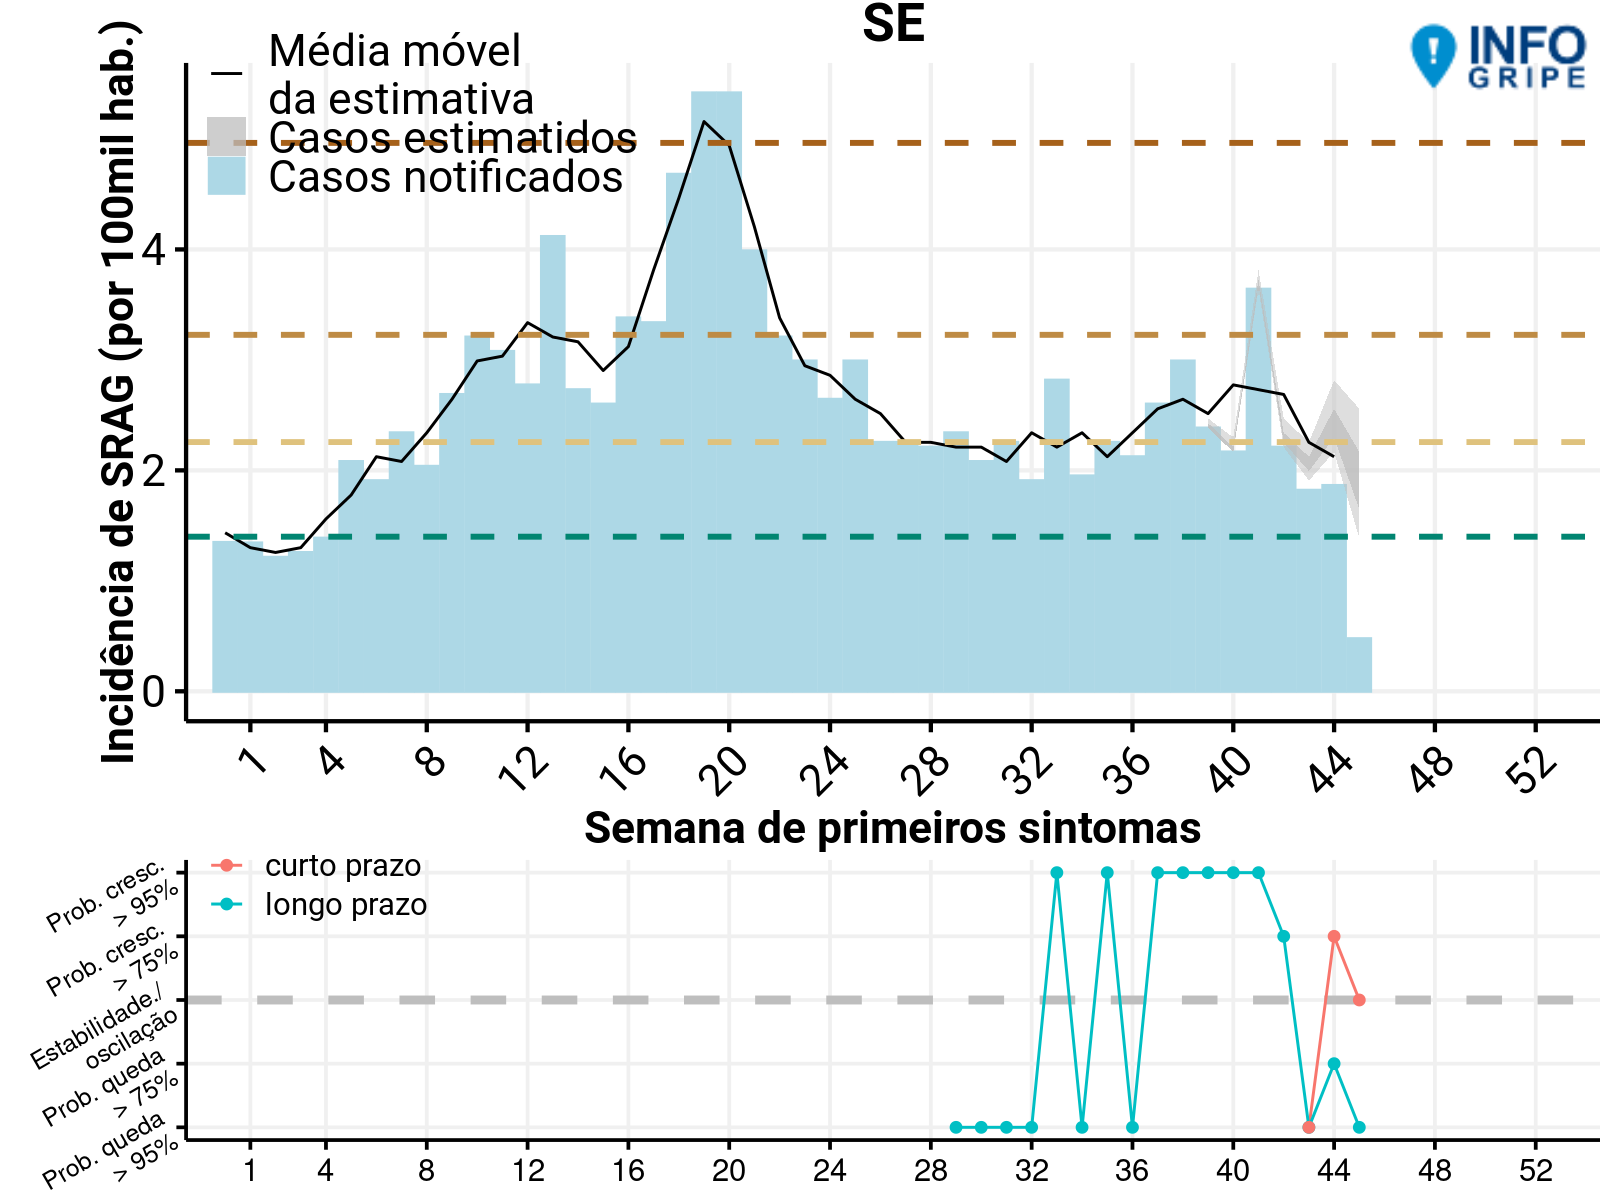 SE
INFO
GRIPE
Média móvel
da estimativa
Casos estimatidos
Casos notificados
Incidência de SRAG (por 100mil hab.)
4
2
0
1 4 8 12 16 20 24 28 32 36 40 44 48 52
Semana de primeiros sintomas
curto prazo
longo prazo
Prob. cresc.
> 95%
Prob. cresc.
> 75%
Estabilidade./
oscilação
Prob. queda
> 75%
Prob. queda
> 95%
1 4 8 12 16 20 24 28 32 36 40 44 48 52